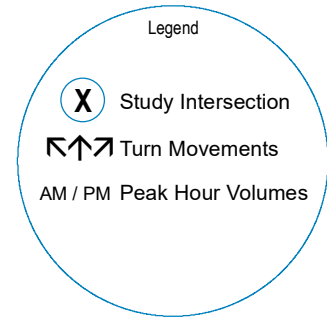 Legend
X Study Intersection
Turn Movements
AM / PM Peak Hour Volumes